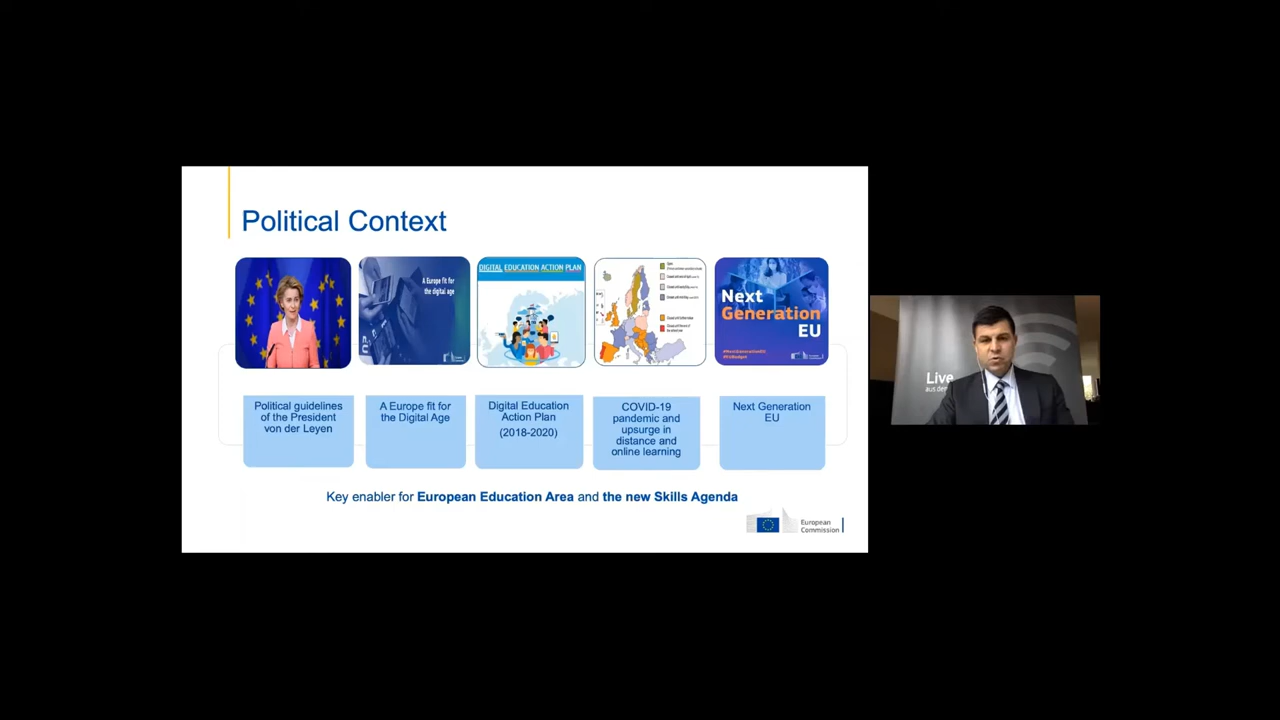 Political Context
A Europe fit for
the digital age
DIGITAL EDUCATION ACTION PLAN
Next
Generation
EU
#NextGenerationEU
#EUBudget
Political guidelines
of the President
von der Leyen
A Europe fit for
the Digital Age
Digital Education
Action Plan
(2018-2020)
COVID-19
pandemic and
upsurge in
distance and
online learning
Next Generation
EU
Key enabler for European Education Area and the new Skills Agenda
European
Commission
Live